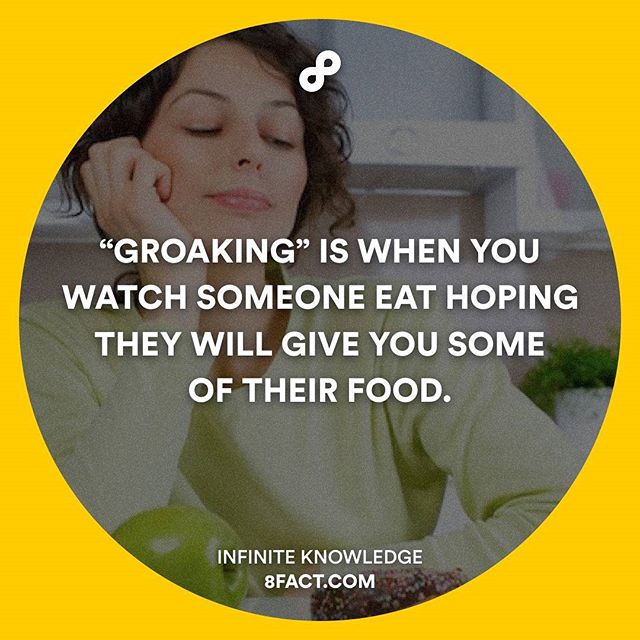 “GROAKING” IS WHEN YOU
WATCH SOMEONE EAT HOPING
THEY WILL GIVE YOU SOME
OF THEIR FOOD.
INFINITE KNOWLEDGE
8FACT.COM